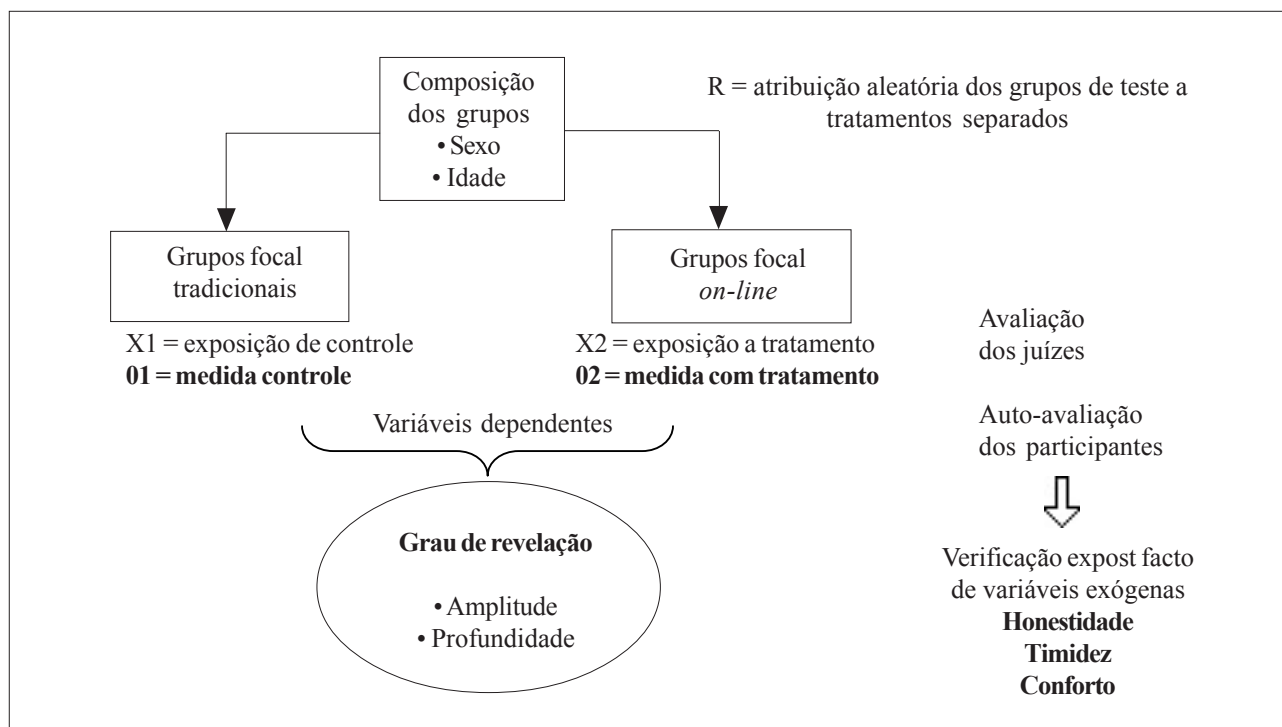 Composição
dos grupos
• Sexo
• Idade
R = atribuição aleatória dos grupos de teste a
tratamentos separados
Grupos focal
tradicionais
X1 = exposição de controle
01 = medida controle
Grupos focal
on-line
X2 = exposição a tratamento
02 = medida com tratamento
Variáveis dependentes
Grau de revelação
• Amplitude
• Profundidade
Avaliação
dos juízes
Auto-avaliação
dos participantes
Verificação expost facto
de variáveis exógenas
Honestidade
Timidez
Conforto